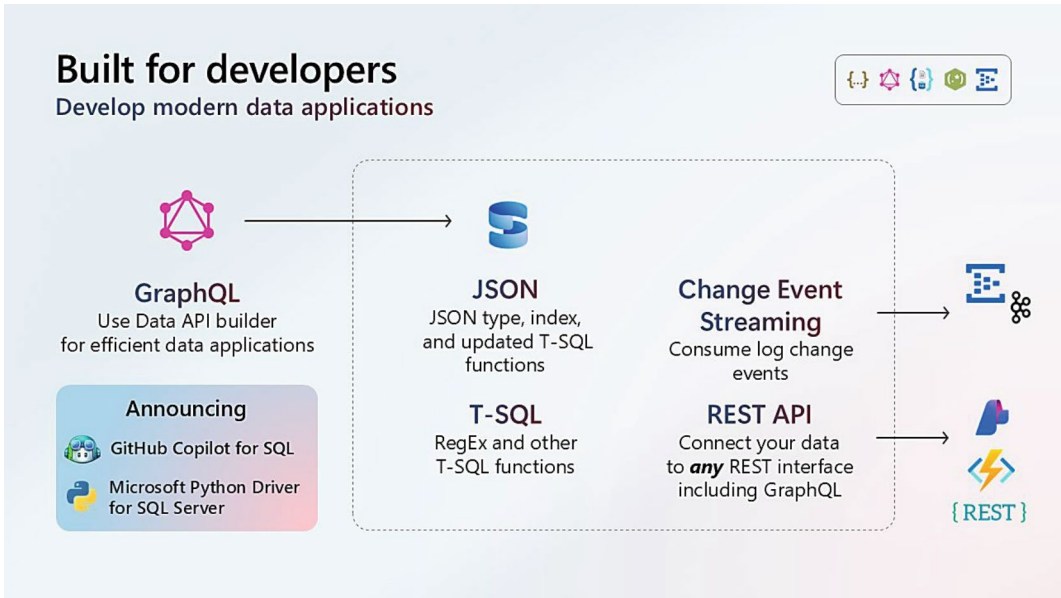 Built for developers
Develop modern data applications
{...}
GraphQL
Use Data API builder
for efficient data applications
Announcing
GitHub Copilot for SQL
Microsoft Python Driver
for SQL Server
JSON
JSON type, index,
and updated T-SQL
functions
T-SQL
RegEx and other
T-SQL functions
Change Event
Streaming
Consume log change
events
REST API
Connect your data
to any REST interface
including GraphQL
{ REST }